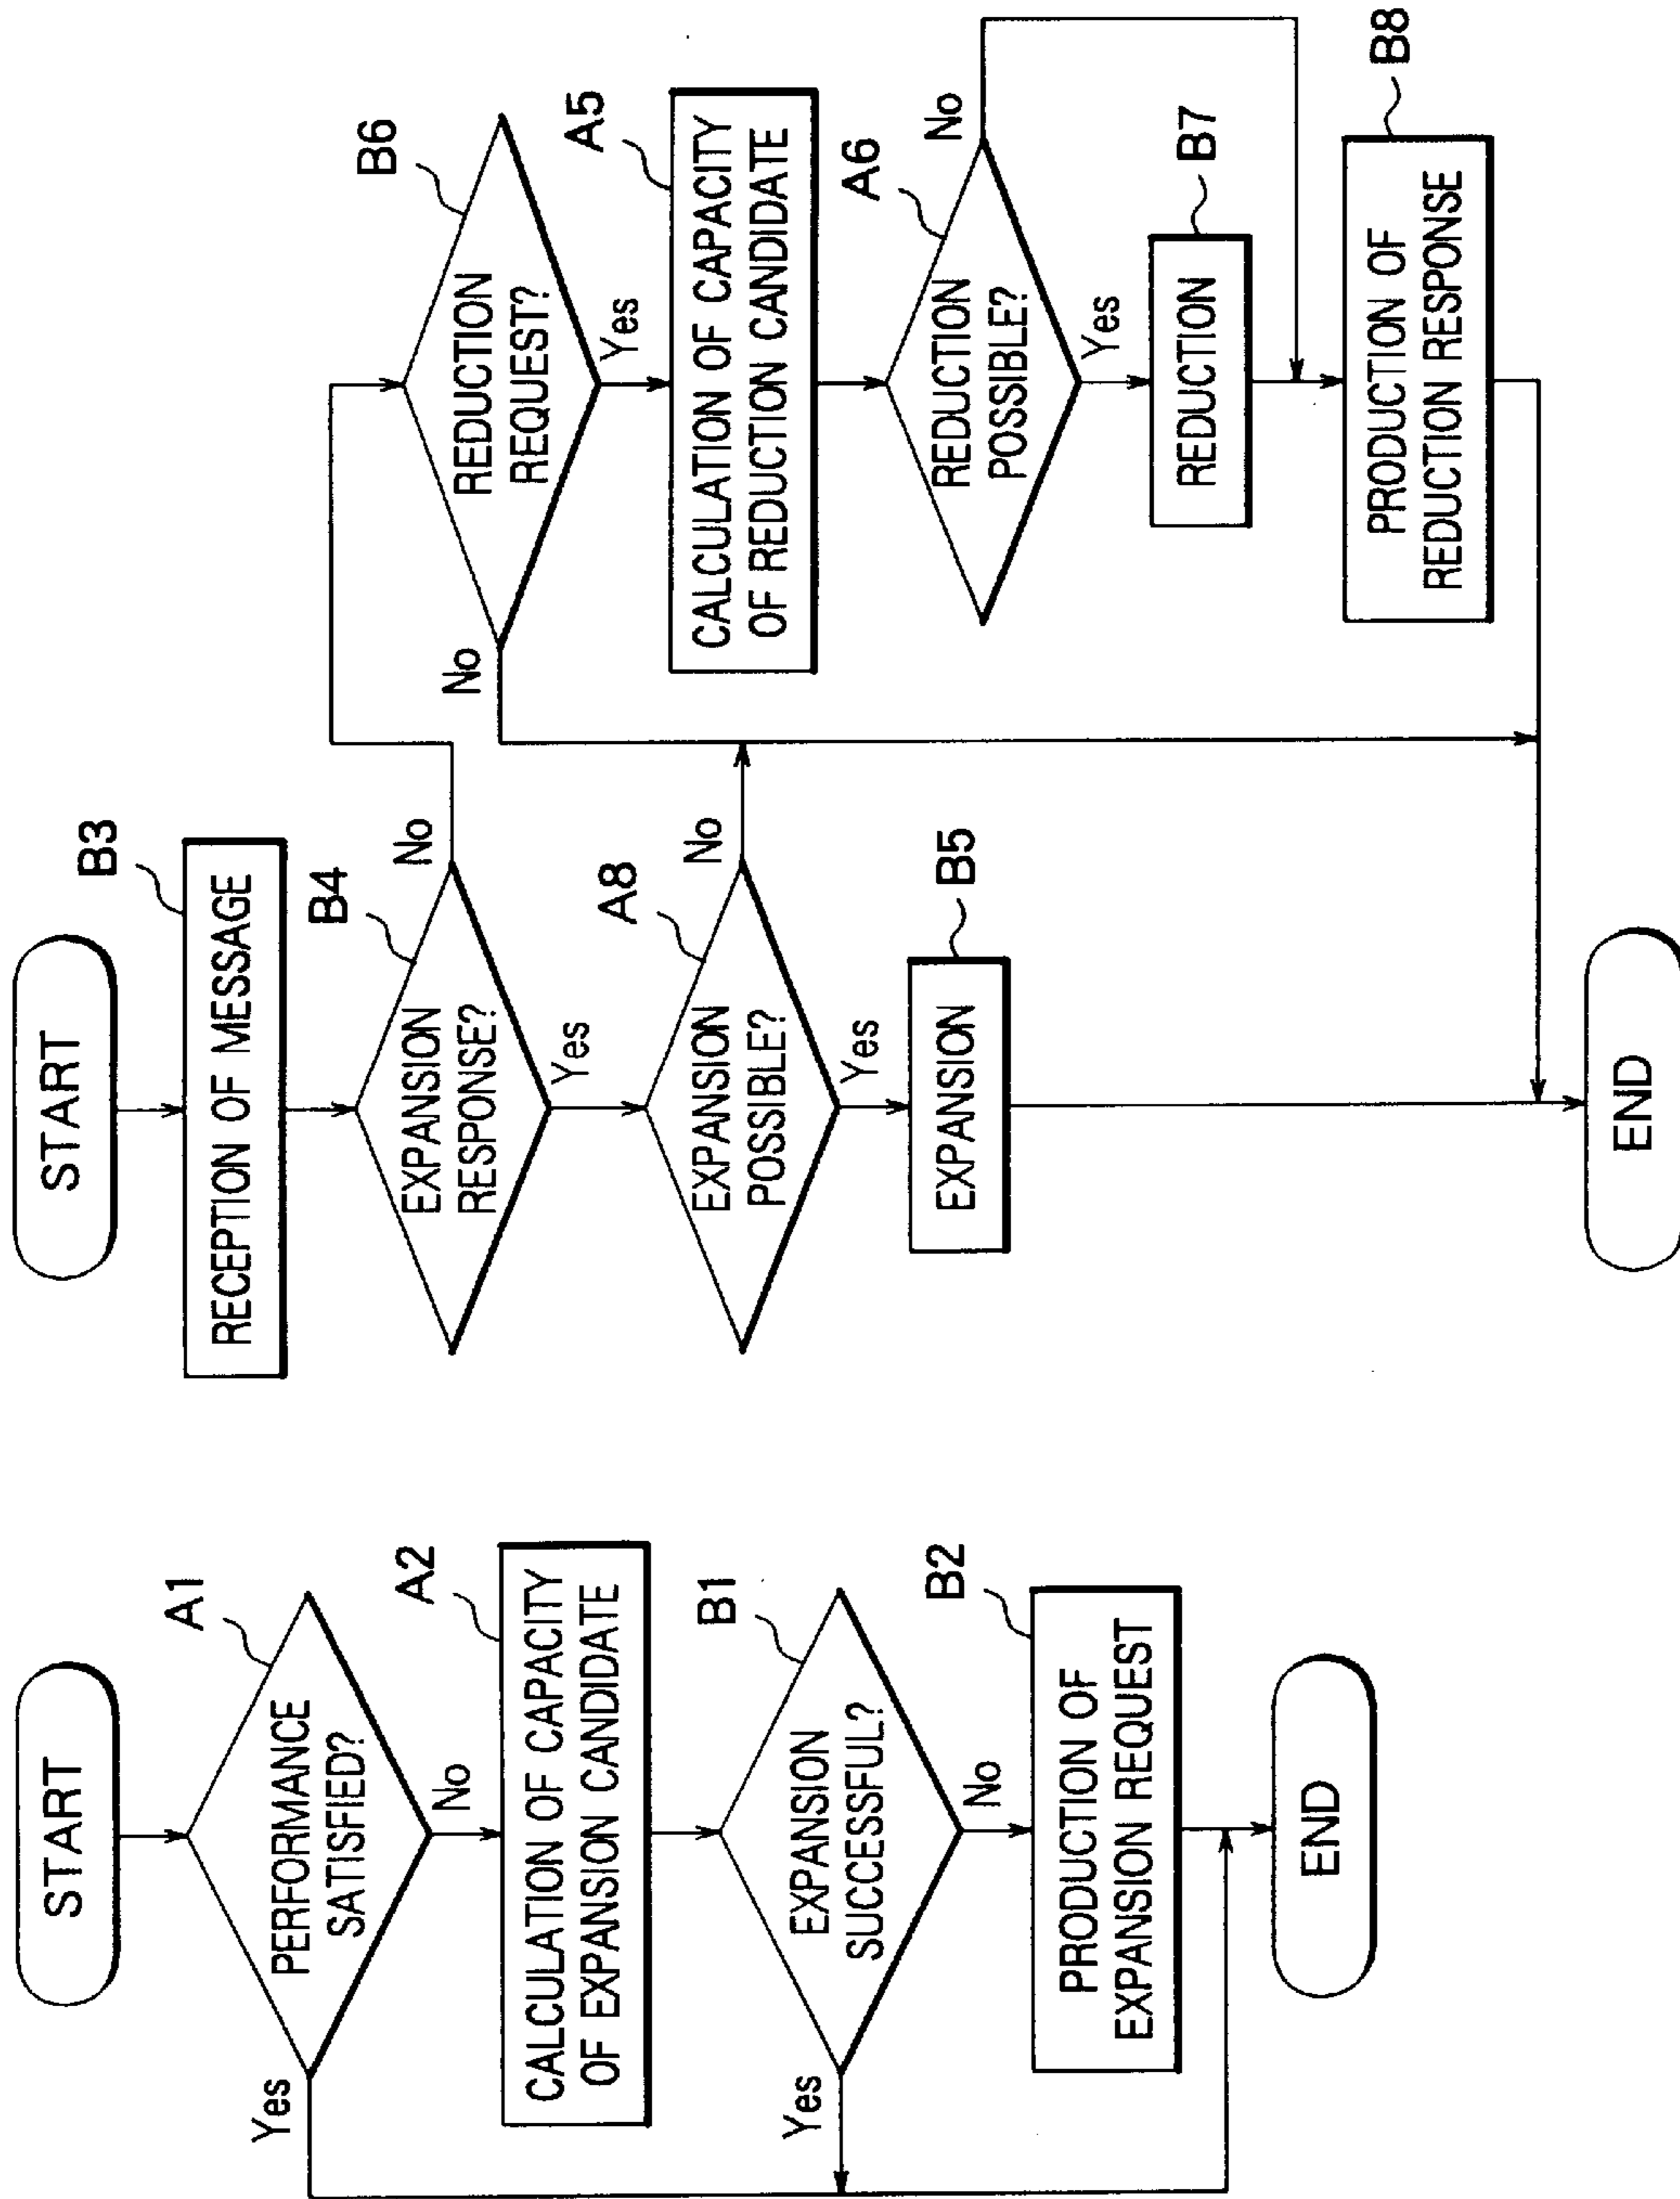 START
A1
PERFORMANCE
SATISFIED?
Yes
No
A2
CALCULATION OF CAPACITY
OF EXPANSION CANDIDATE
B1
EXPANSION
SUCCESSFUL?
Yes
No
B2
PRODUCTION OF
EXPANSION REQUEST
END
START
B3
RECEPTION OF MESSAGE
B4
EXPANSION
RESPONSE?
No
Yes
A8
EXPANSION
POSSIBLE?
No
Yes
B5
EXPANSION
END
B6
REDUCTION
REQUEST?
No
Yes
A5
CALCULATION OF CAPACITY
OF REDUCTION CANDIDATE
A6
REDUCTION
POSSIBLE?
No
Yes
B7
REDUCTION
B8
PRODUCTION OF
REDUCTION RESPONSE